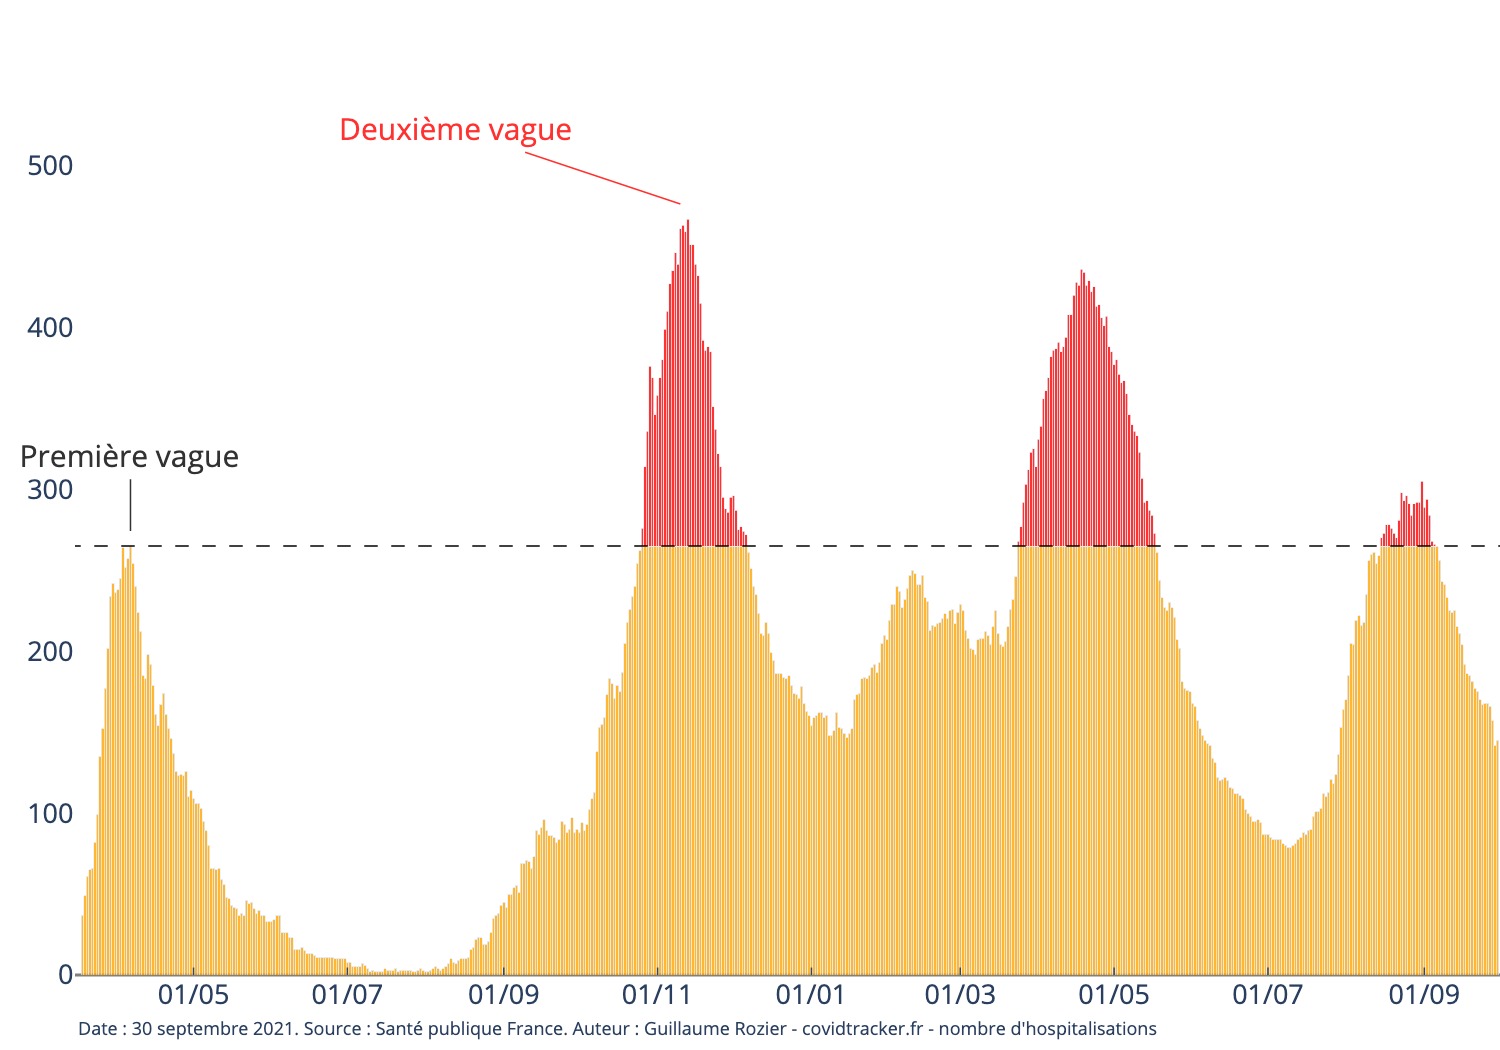 Deuxième vague
500
400
Première vague
300
200
100
0
01/05 01/07 01/09 01/11 01/01 01/03 01/05 01/07 01/09
Date : 30 septembre 2021. Source : Santé publique France. Auteur : Guillaume Rozier - covidtracker.fr - nombre d'hospitalisations